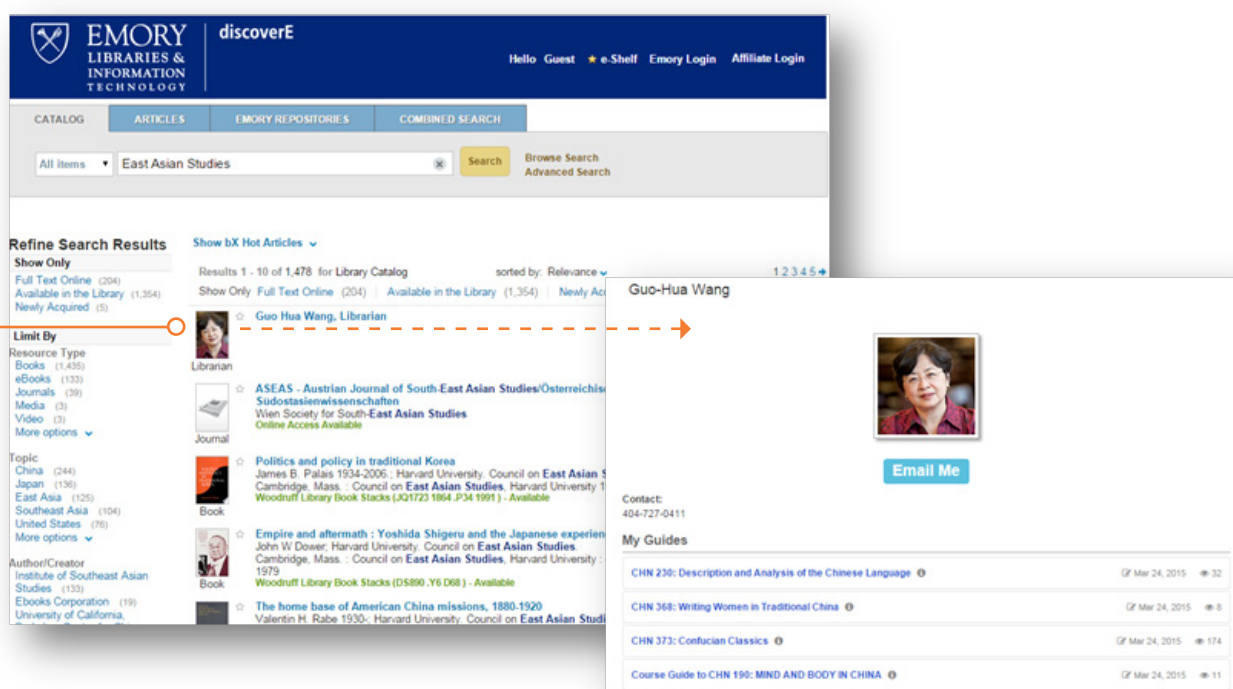 EMORY
LIBRARIES &
INFORMATION
TECHNOLOGY
discoverE
Hello Guest ★ e-Shelf Emory Login Affiliate Login
CATALOG ARTICLES EMORY REPOSITORIES COMBINED SEARCH
All items East Asian Studies Search
Browse Search
Advanced Search
Refine Search Results
Show Only
Full Text Online (204)
Available in the Library (1,354)
Newly Acquired (5)
Limit By
Resource Type
Books (1,435)
eBooks (133)
Journals (39)
Media (3)
Video (3)
More options
Topic
China (244)
Japan (136)
East Asia (125)
Southeast Asia (104)
United States (76)
More options
Author/Creator
Institute of Southeast Asian
Studies (133)
Ebooks Corporation (19)
University of California,
Show bX Hot Articles
Results 1 - 10 of 1,478 for Library Catalog sorted by: Relevance 1 2 3 4 5
Show Only Full Text Online (204) | Available in the Library (1,354) | Newly Ac
Guo Hua Wang, Librarian
Librarian
ASEAS - Austrian Journal of South-East Asian Studies/Österreichis
Südostasienwissenschaften
Wien Society for South-East Asian Studies
Online Access Available
Journal
Politics and policy in traditional Korea
James B. Palais 1934-2006.; Harvard University. Council on East Asian S
Cambridge, Mass. : Council on East Asian Studies, Harvard University 1
Woodruff Library Book Stacks (JQ1723 1864 .P34 1991 ) - Available
Book
Empire and aftermath : Yoshida Shigeru and the Japanese experien
John W Dower; Harvard University. Council on East Asian Studies.
Cambridge, Mass. : Council on East Asian Studies, Harvard University :
1979
Woodruff Library Book Stacks (DS890 .Y6 D68 ) - Available
Book
The home base of American China missions, 1880-1920
Valentin H. Rabe 1930-; Harvard University. Council on East Asian Studi
Guo-Hua Wang
Email Me
Contact:
404-727-0411
My Guides
CHN 230: Description and Analysis of the Chinese Language Mar 24, 2015 32
CHN 368: Writing Women in Traditional China Mar 24, 2015 8
CHN 373: Confucian Classics Mar 24, 2015 174
Course Guide to CHN 190: MIND AND BODY IN CHINA Mar 24, 2015 11